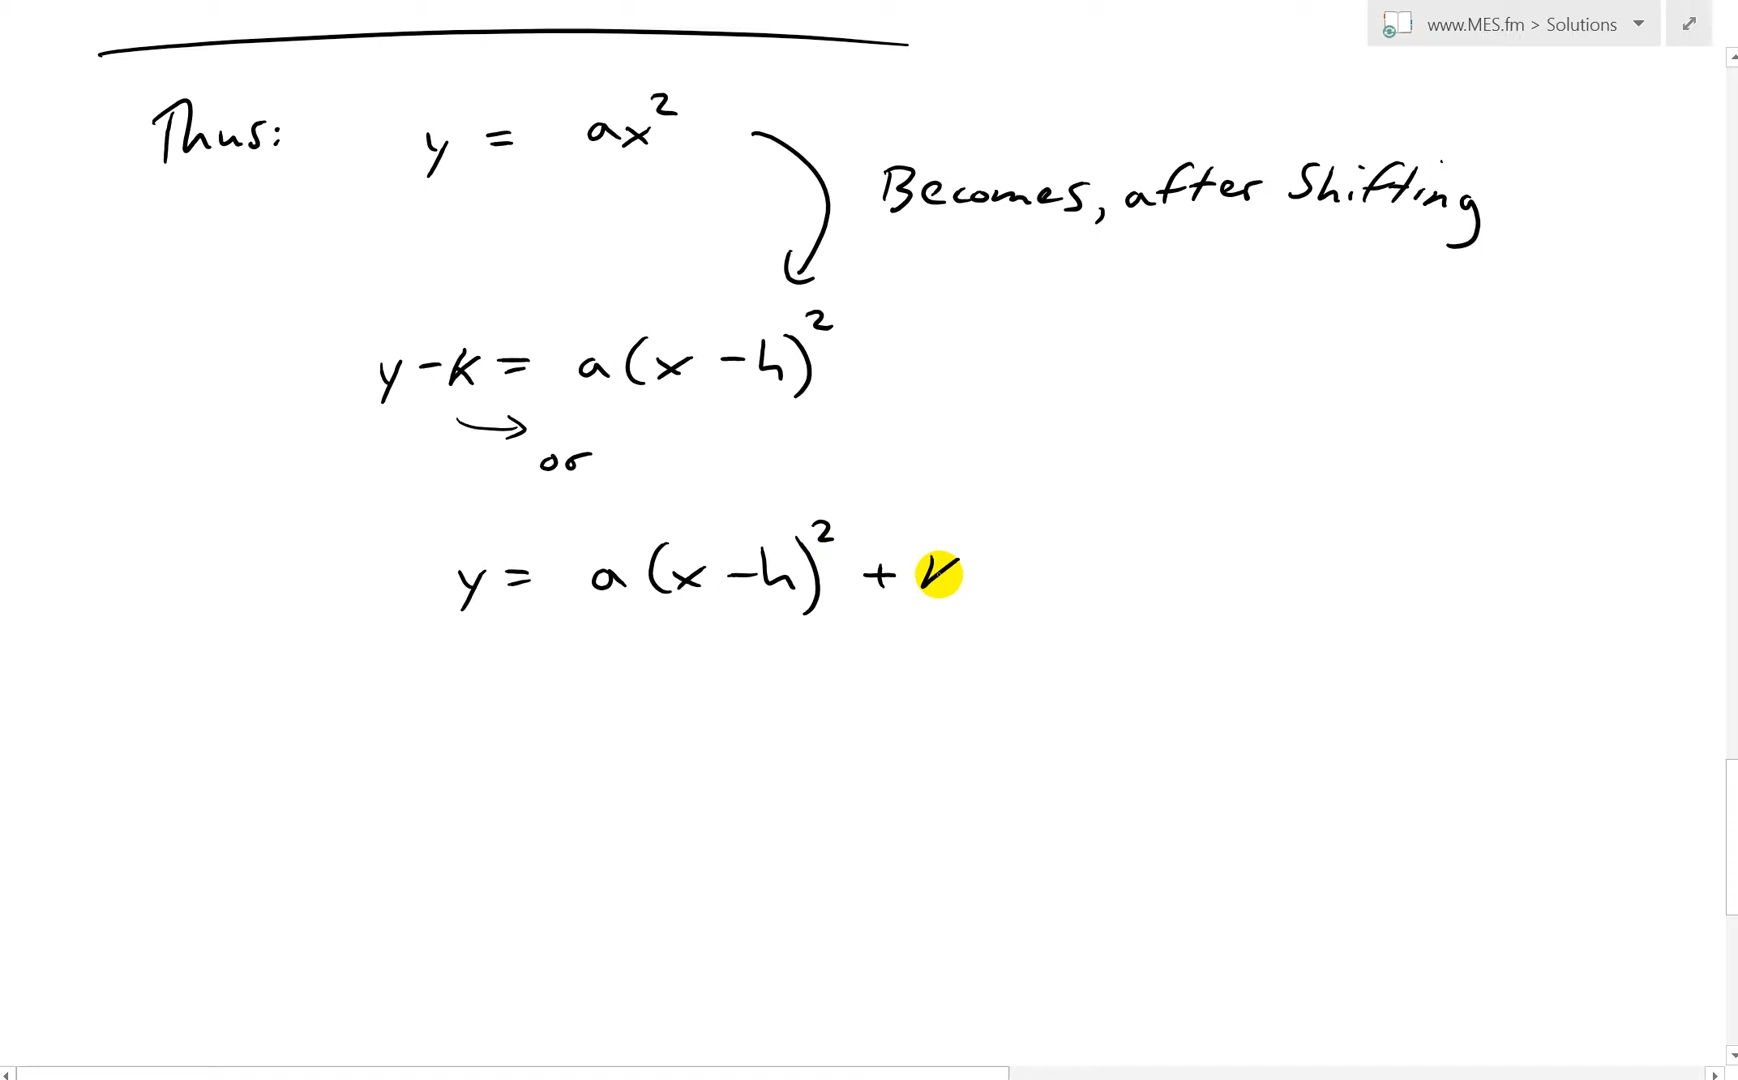 www.MES.fm > Solutions
Thus: y = ax²
Becomes, after Shifting
y - k = a(x - h)²
or
y = a(x - h)² +